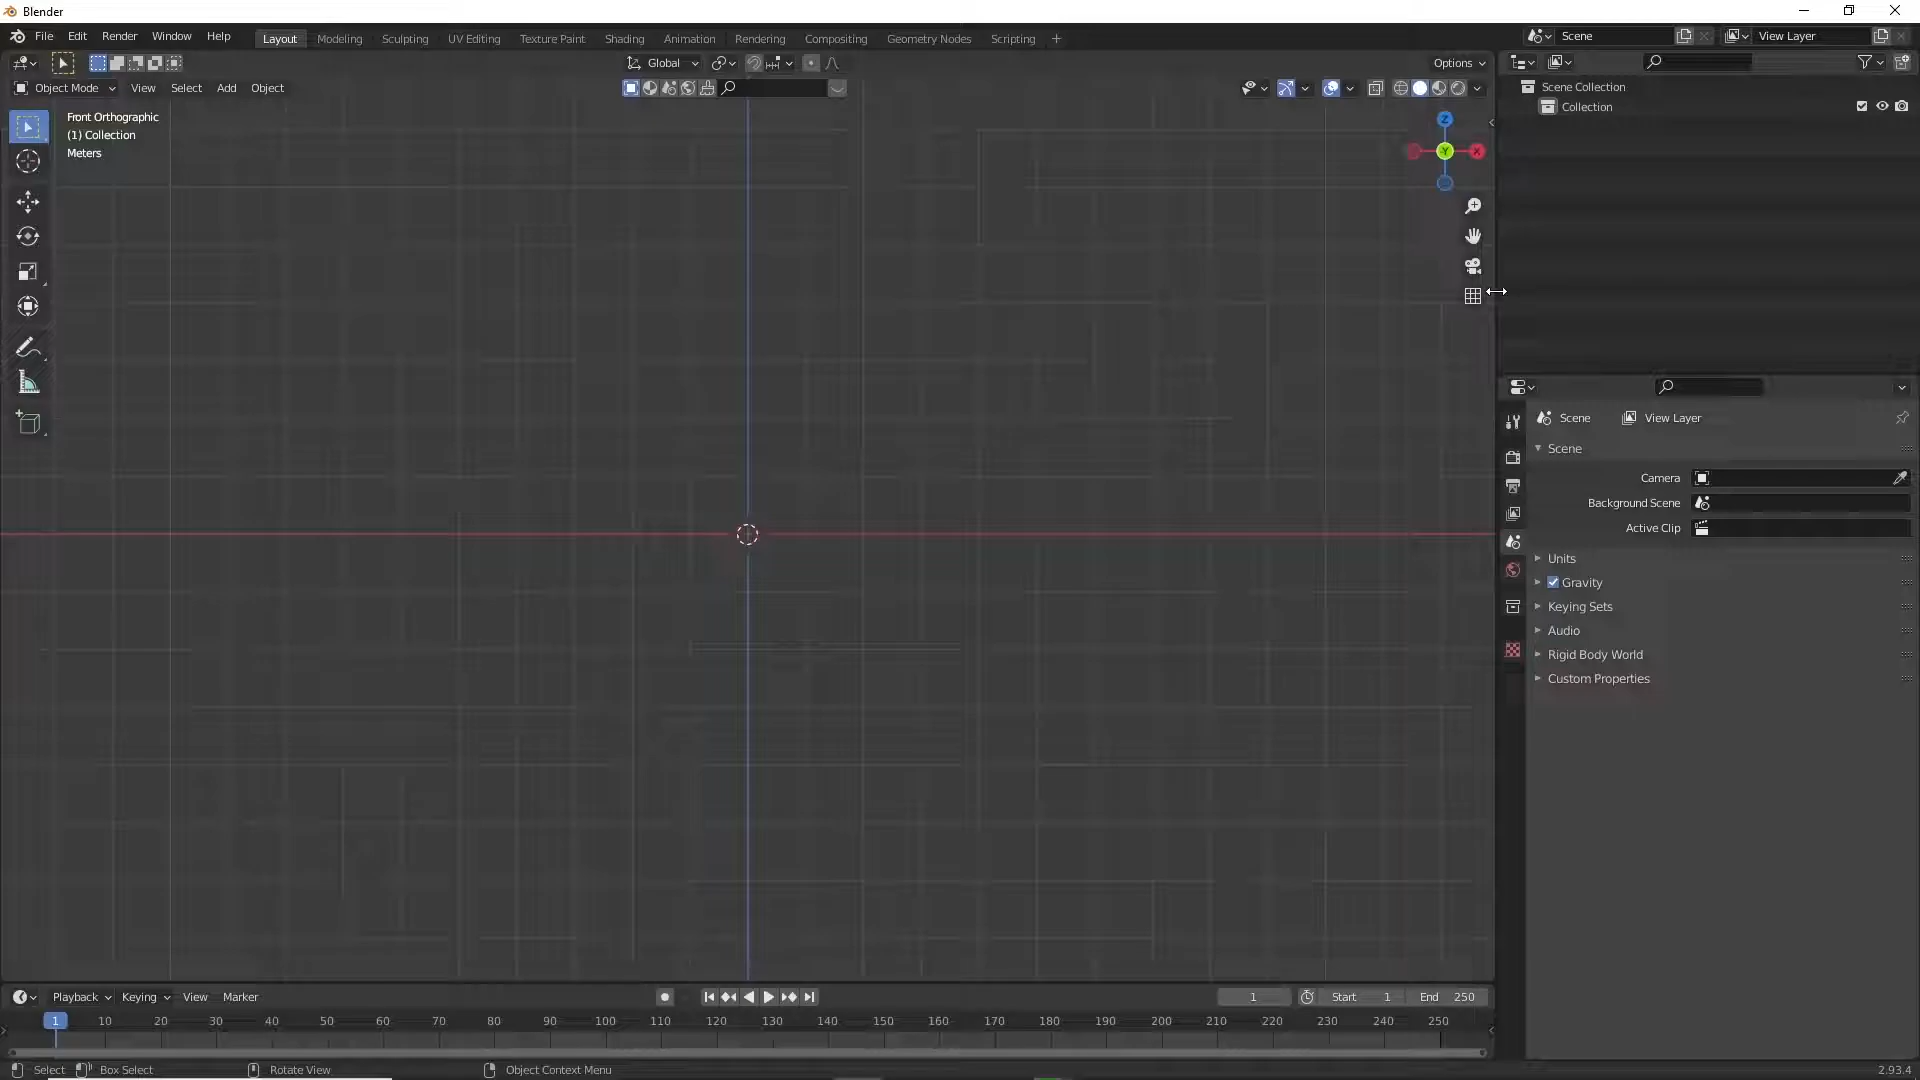 Blender
File Edit Render Window Help Layout Modeling Sculpting UV Editing Texture Paint Shading Animation Rendering Compositing Geometry Nodes Scripting + Scene View Layer
Global Options
Object Mode View Select Add Object
Front Orthographic
(1) Collection
Meters
Z
Y X
Scene Collection
Collection
Scene View Layer
Scene
Camera
Background Scene
Active Clip
Units
Gravity
Keying Sets
Audio
Rigid Body World
Custom Properties
Playback Keying View Marker 1 Start 1 End 250
1 10 20 30 40 50 60 70 80 90 100 110 120 130 140 150 160 170 180 190 200 210 220 230 240 250
Select Box Select Rotate View Object Context Menu 2.93.4